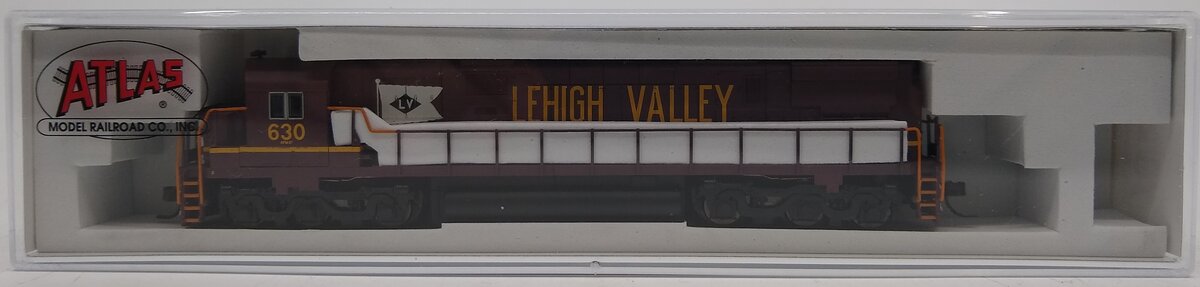 ATLAS
®
MODEL RAILROAD CO., INC.
LV
LEHIGH VALLEY
630